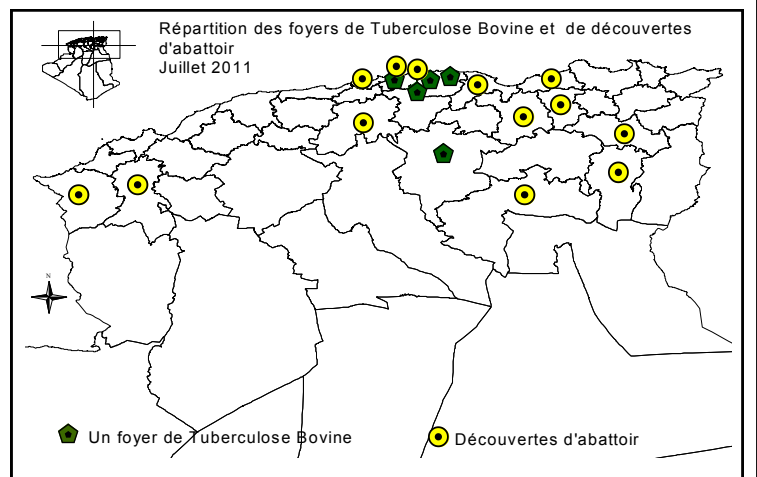 Répartition des foyers de Tuberculose Bovine et de découvertes
d'abattoir
Juillet 2011
N
Un foyer de Tuberculose Bovine
Découvertes d'abattoir